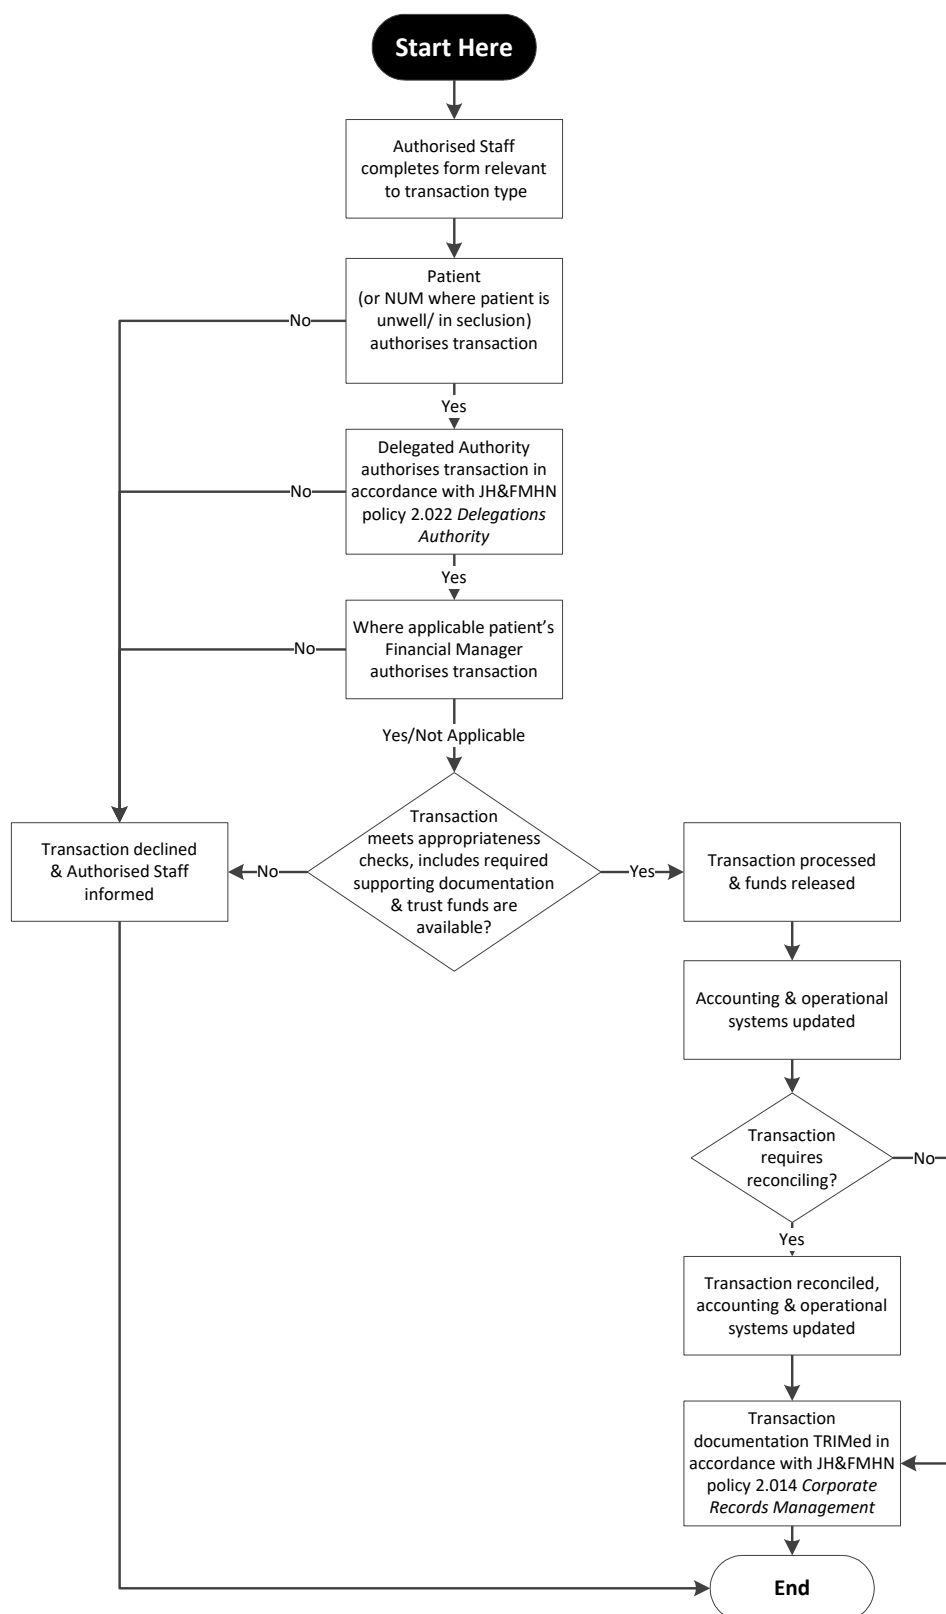 Start Here
Authorised Staff
completes form relevant
to transaction type
Patient
(or NUM where patient is
unwell/ in seclusion)
authorises transaction
No
Yes
Delegated Authority
authorises transaction in
accordance with JH&FMHN
policy 2.022 Delegations
Authority
No
Yes
Where applicable patient’s
Financial Manager
authorises transaction
No
Yes/Not Applicable
Transaction
meets appropriateness
checks, includes required
supporting documentation
& trust funds are
available?
No
Transaction declined
& Authorised Staff
informed
Yes
Transaction processed
& funds released
Accounting & operational
systems updated
Transaction
requires
reconciling?
No
Yes
Transaction reconciled,
accounting & operational
systems updated
Transaction
documentation TRIMed in
accordance with JH&FMHN
policy 2.014 Corporate
Records Management
End